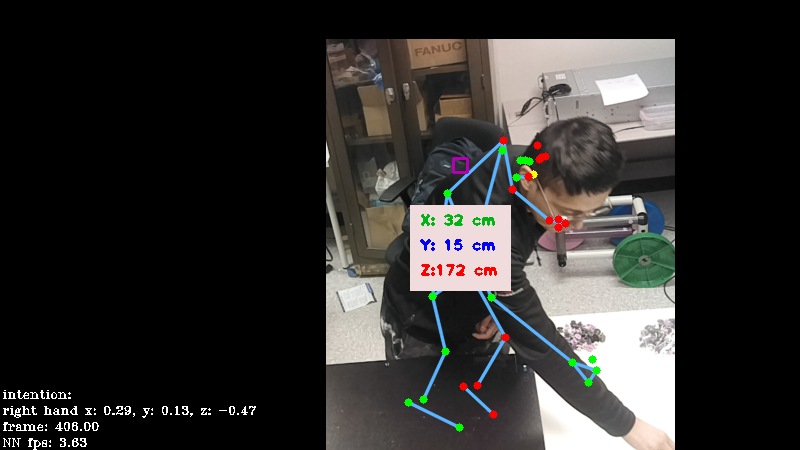 FANUC
X: 32 cm
Y: 15 cm
Z:172 cm
intention:
right hand x: 0.29, y: 0.13, z: -0.47
frame: 406.00
NN fps: 3.63